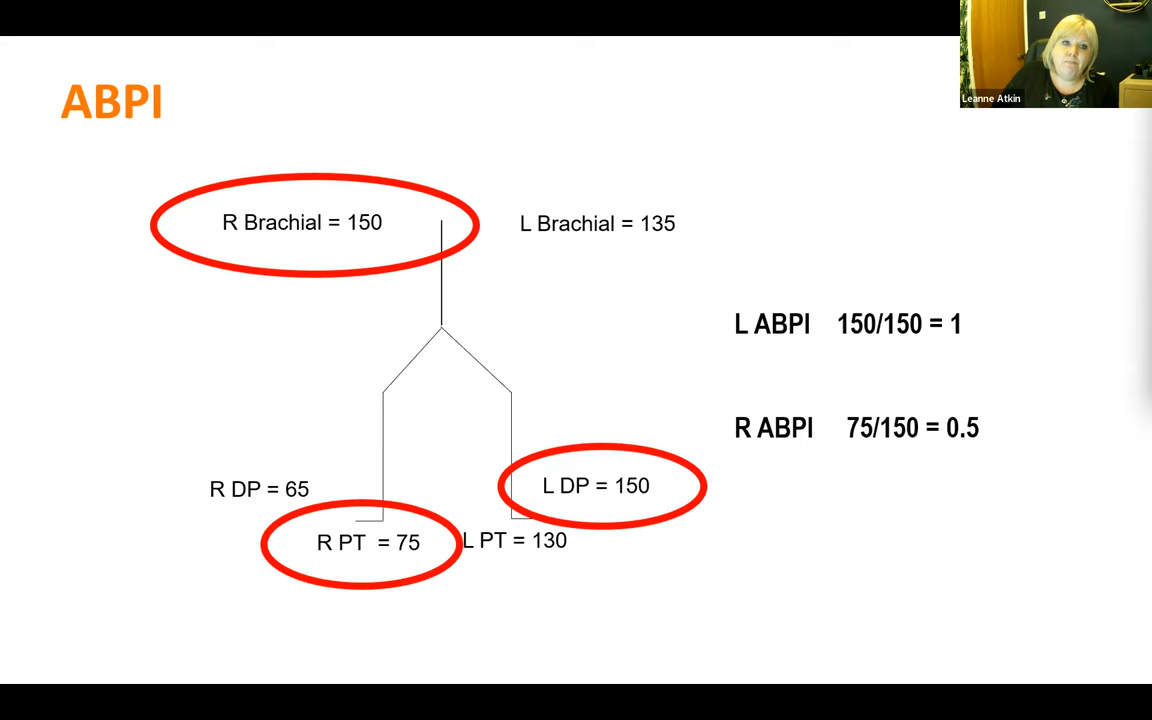 Leanne Atkin
ABPI
R Brachial = 150
L Brachial = 135
L ABPI 150/150 = 1
R ABPI 75/150 = 0.5
R DP = 65
L DP = 150
R PT = 75
L PT = 130